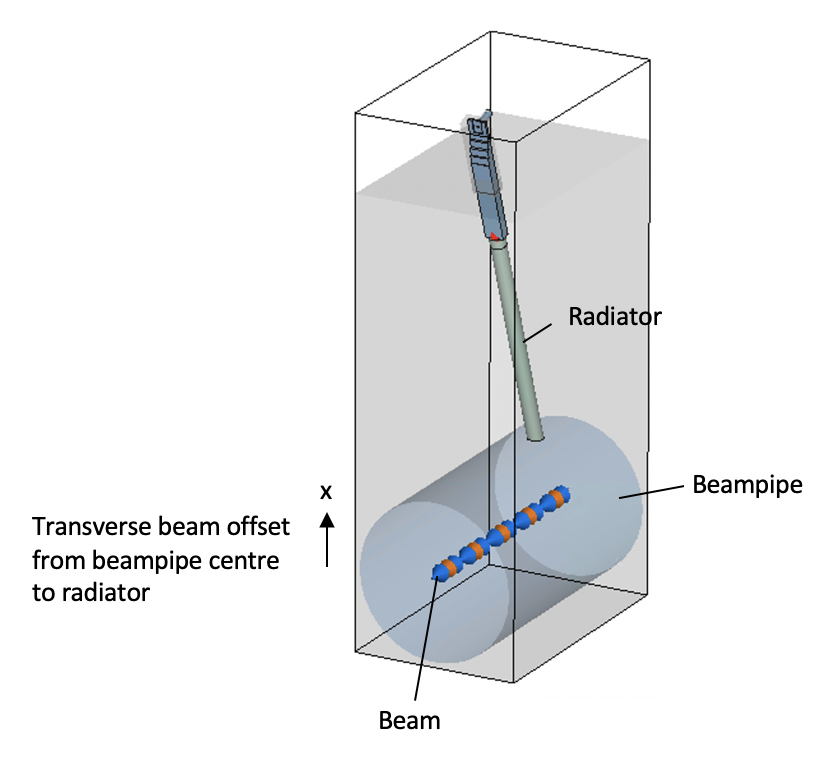 Radiator
Beampipe
x
Transverse beam offset
from beampipe centre
to radiator
Beam